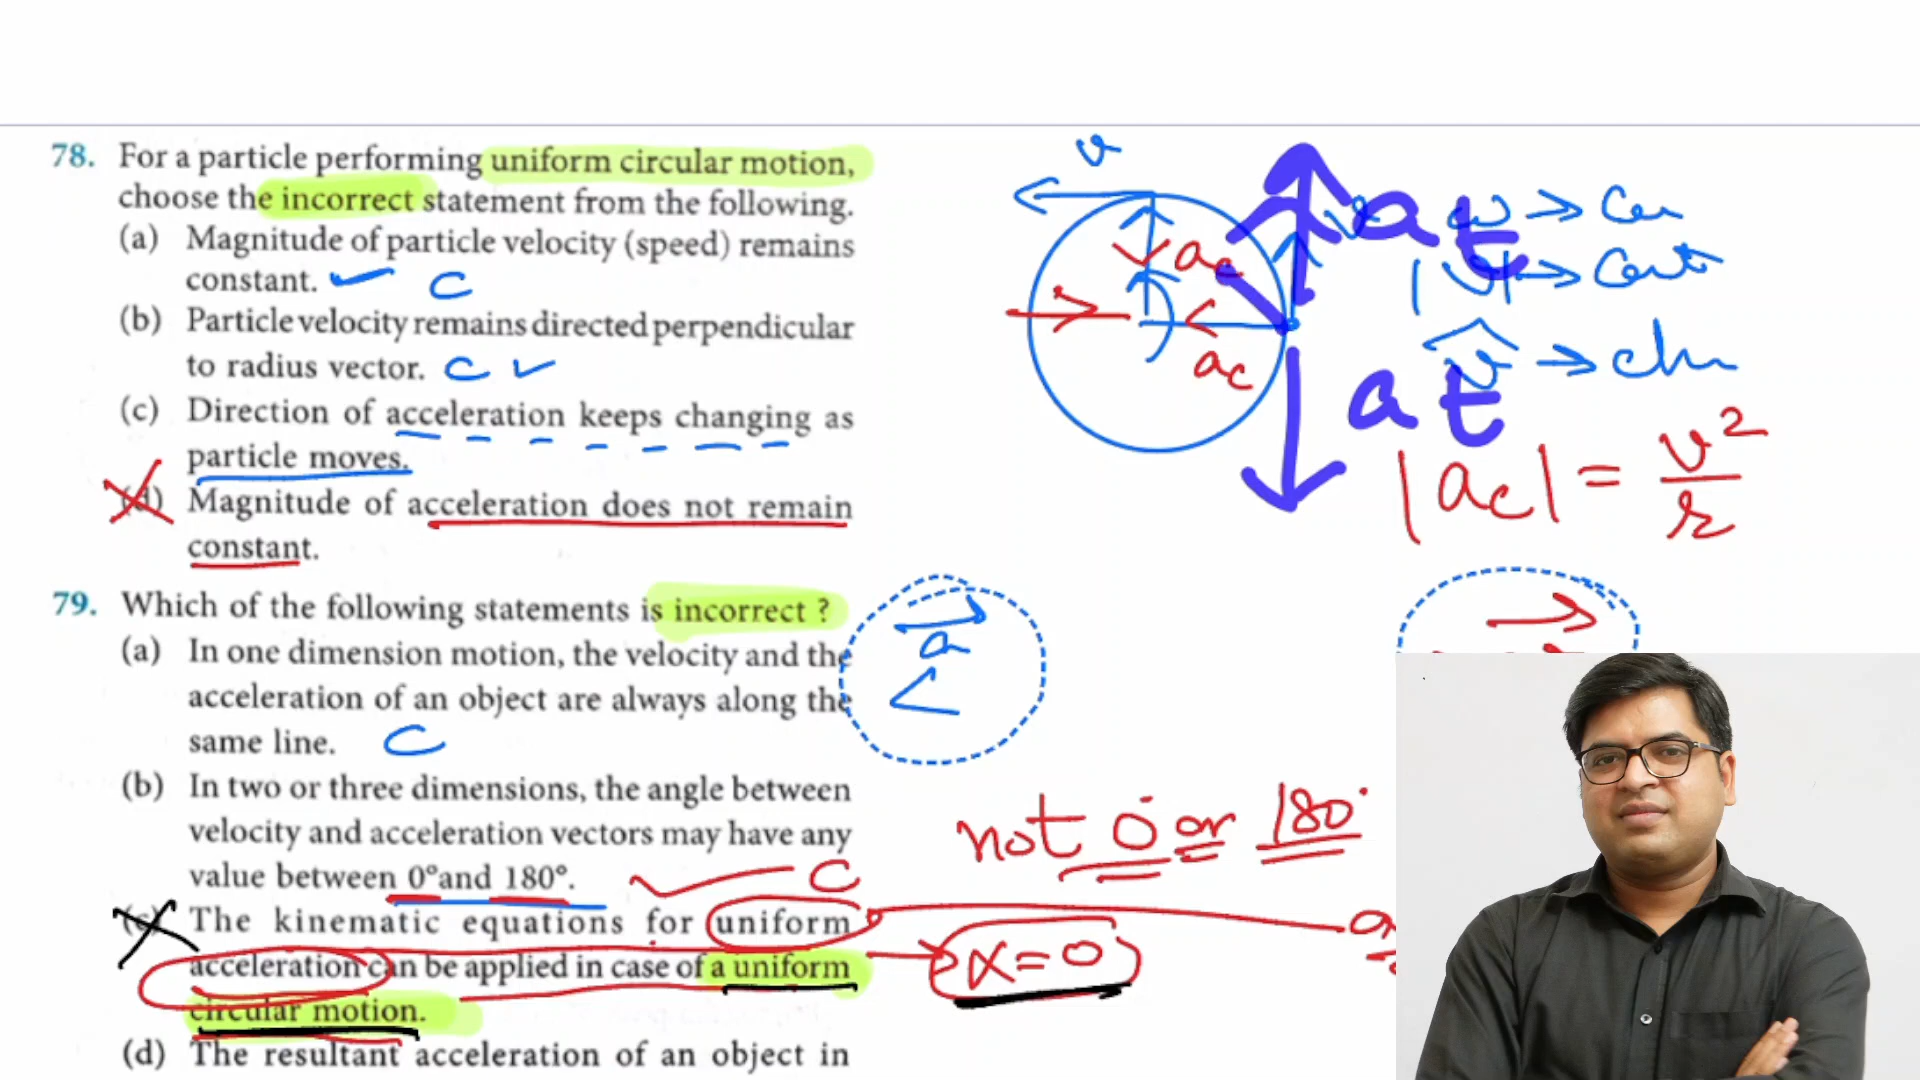 78. For a particle performing uniform circular motion,
choose the incorrect statement from the following.
(a) Magnitude of particle velocity (speed) remains
constant. C
(b) Particle velocity remains directed perpendicular
to radius vector. C
(c) Direction of acceleration keeps changing as
particle moves.
(d) Magnitude of acceleration does not remain
constant.
79. Which of the following statements is incorrect ?
(a) In one dimension motion, the velocity and the
acceleration of an object are always along the
same line. C
(b) In two or three dimensions, the angle between
velocity and acceleration vectors may have any
value between 0° and 180°. C
(c) The kinematic equations for uniform
acceleration can be applied in case of a uniform
circular motion.
(d) The resultant acceleration of an object in
v
ac
ac
at
at
ω →
|v| →
v →
|ac| = v²/r
a
not 0° or 180°
α = 0